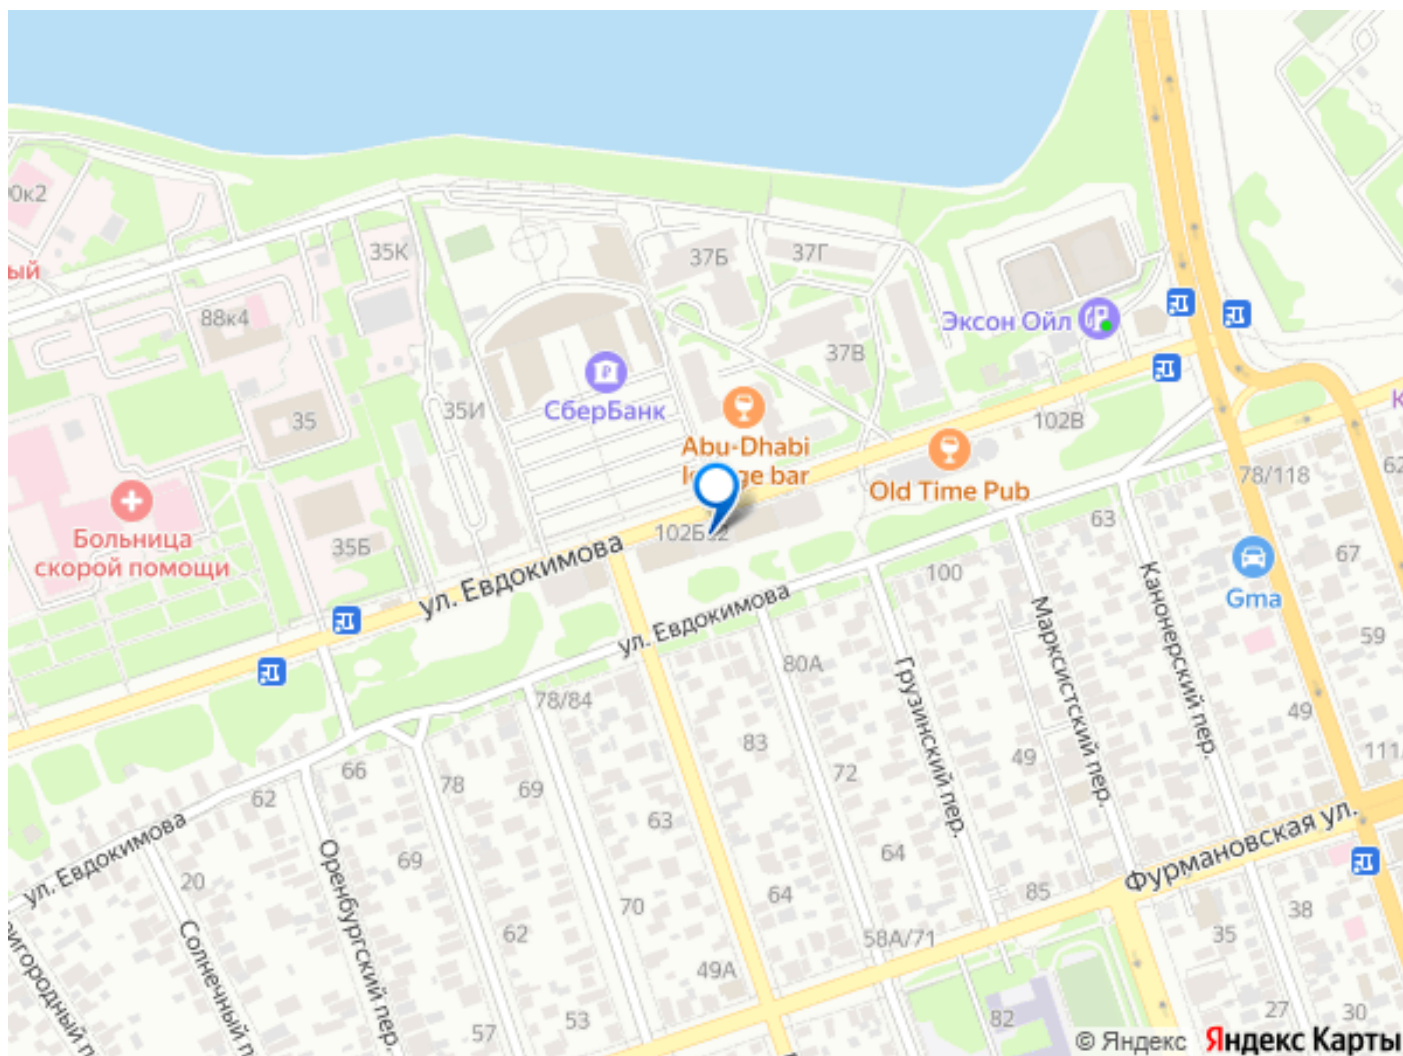 0к2
ый
35К
88к4
37Б
37Г
Эксон Ойл
37В
СберБанк
35
35И
Abu-Dhabi
102В
Old Time Pub
78/118
62
Больница
скорой помощи
35Б
ул. Евдокимова
63
67
Gma
100
ул. Евдокимова
59
80А
78/84
Грузинский пер.
Марксистский пер.
Канонерский пер.
49
83
49
66
78
69
72
62
63
ул. Евдокимова
69
Оренбургский пер.
64
Фурмановская ул.
20
85
64
70
38
Солнечный п
62
58А/71
35
49А
57
53
82
27
30
© Яндекс
Яндекс Карты